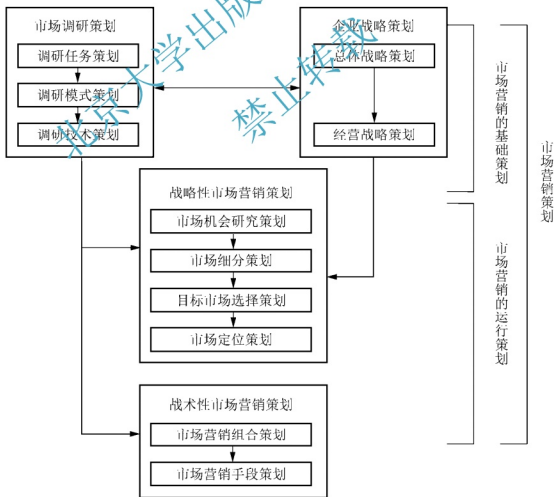 市场调研策划
调研任务策划
调研模式策划
调研技术策划
企业战略策划
总体战略策划
经营战略策划
战略性市场营销策划
市场机会研究策划
市场细分策划
目标市场选择策划
市场定位策划
战术性市场营销策划
市场营销组合策划
市场营销手段策划
市场营销的基础策划
市场营销的运行策划
市场营销策划
北京大学出版
禁止转载